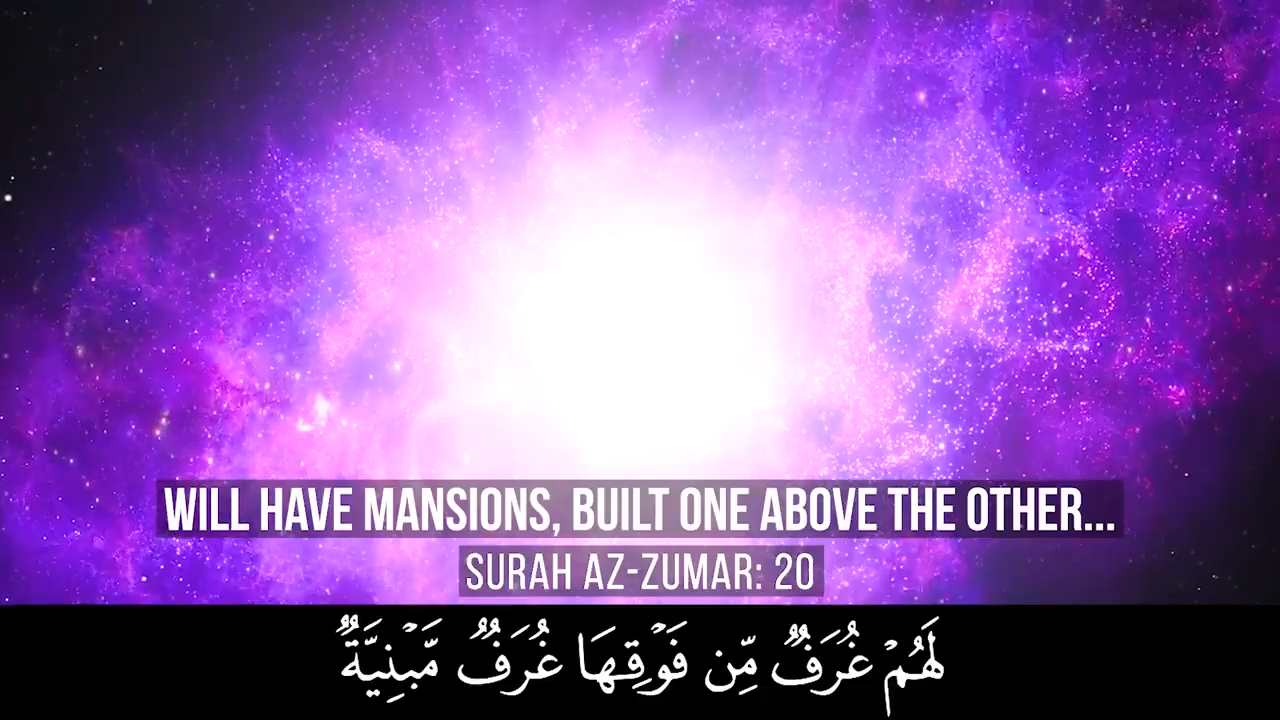 WILL HAVE MANSIONS, BUILT ONE ABOVE THE OTHER...
SURAH AZ-ZUMAR: 20
لَهُمْ غُرَفٌ مِّن فَوْقِهَا غُرَفٌ مَّبْنِيَّةٌ